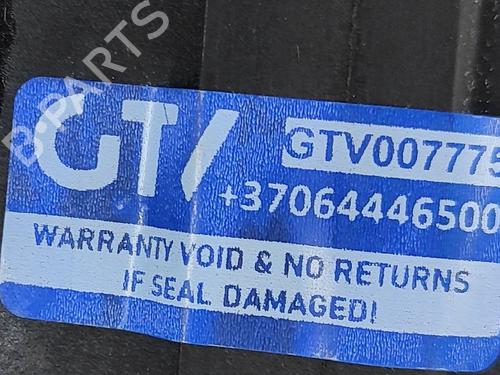 B-PARTS
GTV
GTV007775
+37064446500
WARRANTY VOID & NO RETURNS
IF SEAL DAMAGED!